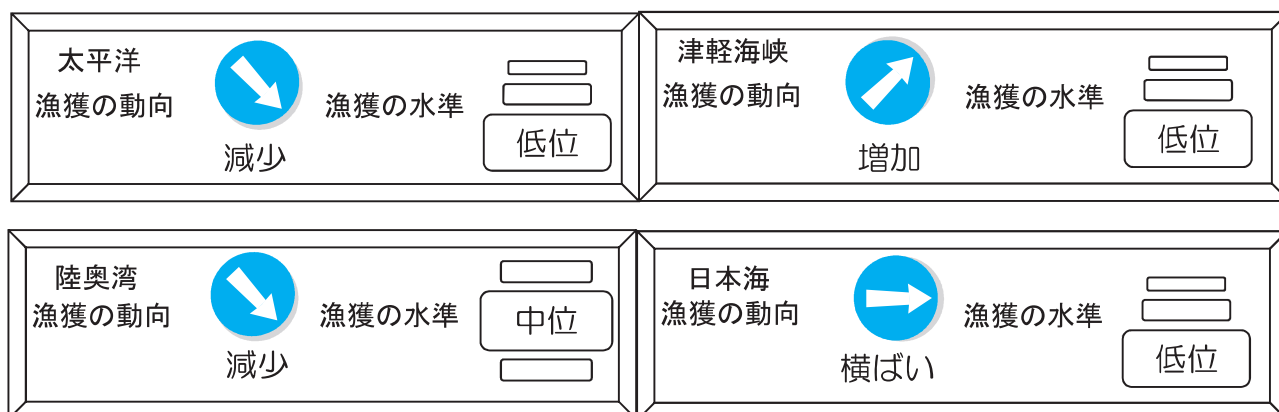 太平洋
漁獲の動向
減少
漁獲の水準
低位
津軽海峡
漁獲の動向
増加
漁獲の水準
低位
陸奥湾
漁獲の動向
減少
漁獲の水準
中位
日本海
漁獲の動向
横ばい
漁獲の水準
低位